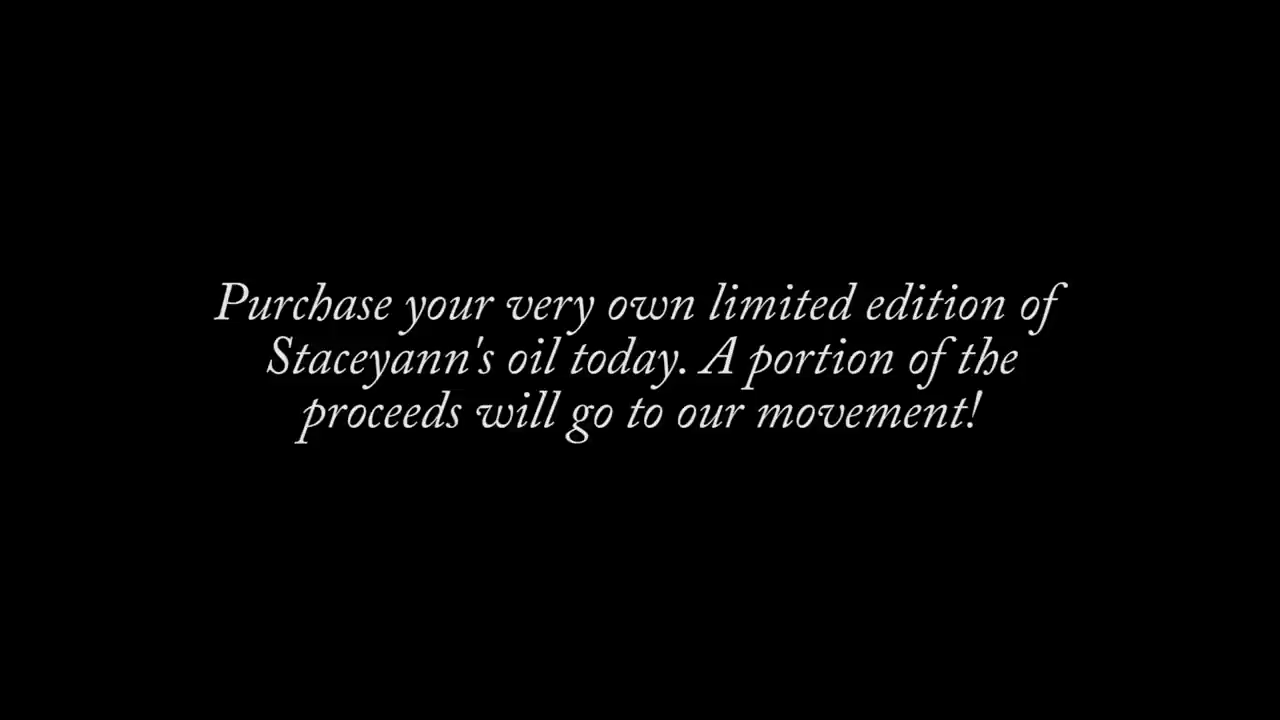 Purchase your very own limited edition of
Staceyann's oil today. A portion of the
proceeds will go to our movement!